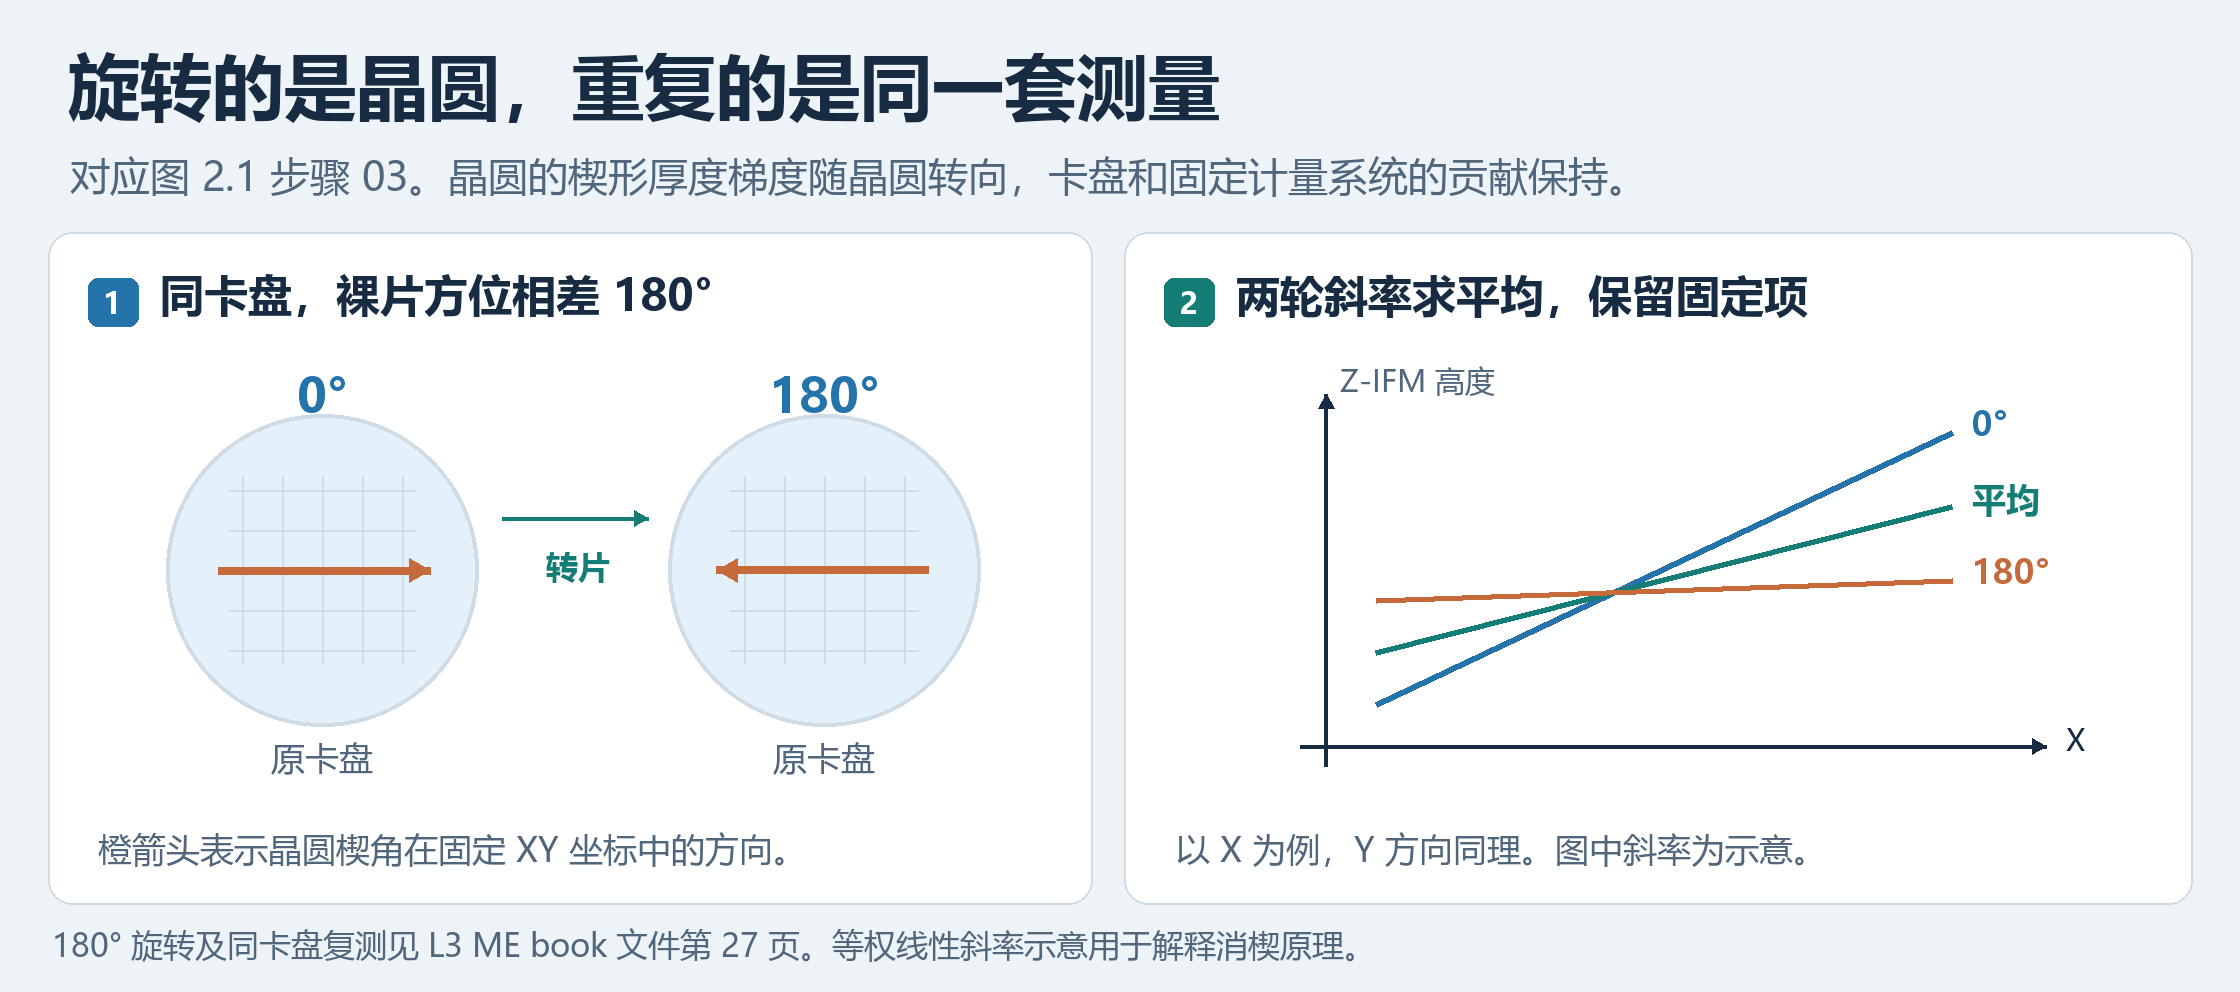 旋转的是晶圆，重复的是同一套测量
对应图 2.1 步骤 03。晶圆的楔形厚度梯度随晶圆转向，卡盘和固定计量系统的贡献保持。
1 同卡盘，裸片方位相差 180°
0°
180°
转片
原卡盘
原卡盘
橙箭头表示晶圆楔角在固定 XY 坐标中的方向。
2 两轮斜率求平均，保留固定项
Z-IFM 高度
0°
平均
180°
X
以 X 为例，Y 方向同理。图中斜率为示意。
180° 旋转及同卡盘复测见 L3 ME book 文件第 27 页。等权线性斜率示意用于解释消楔原理。